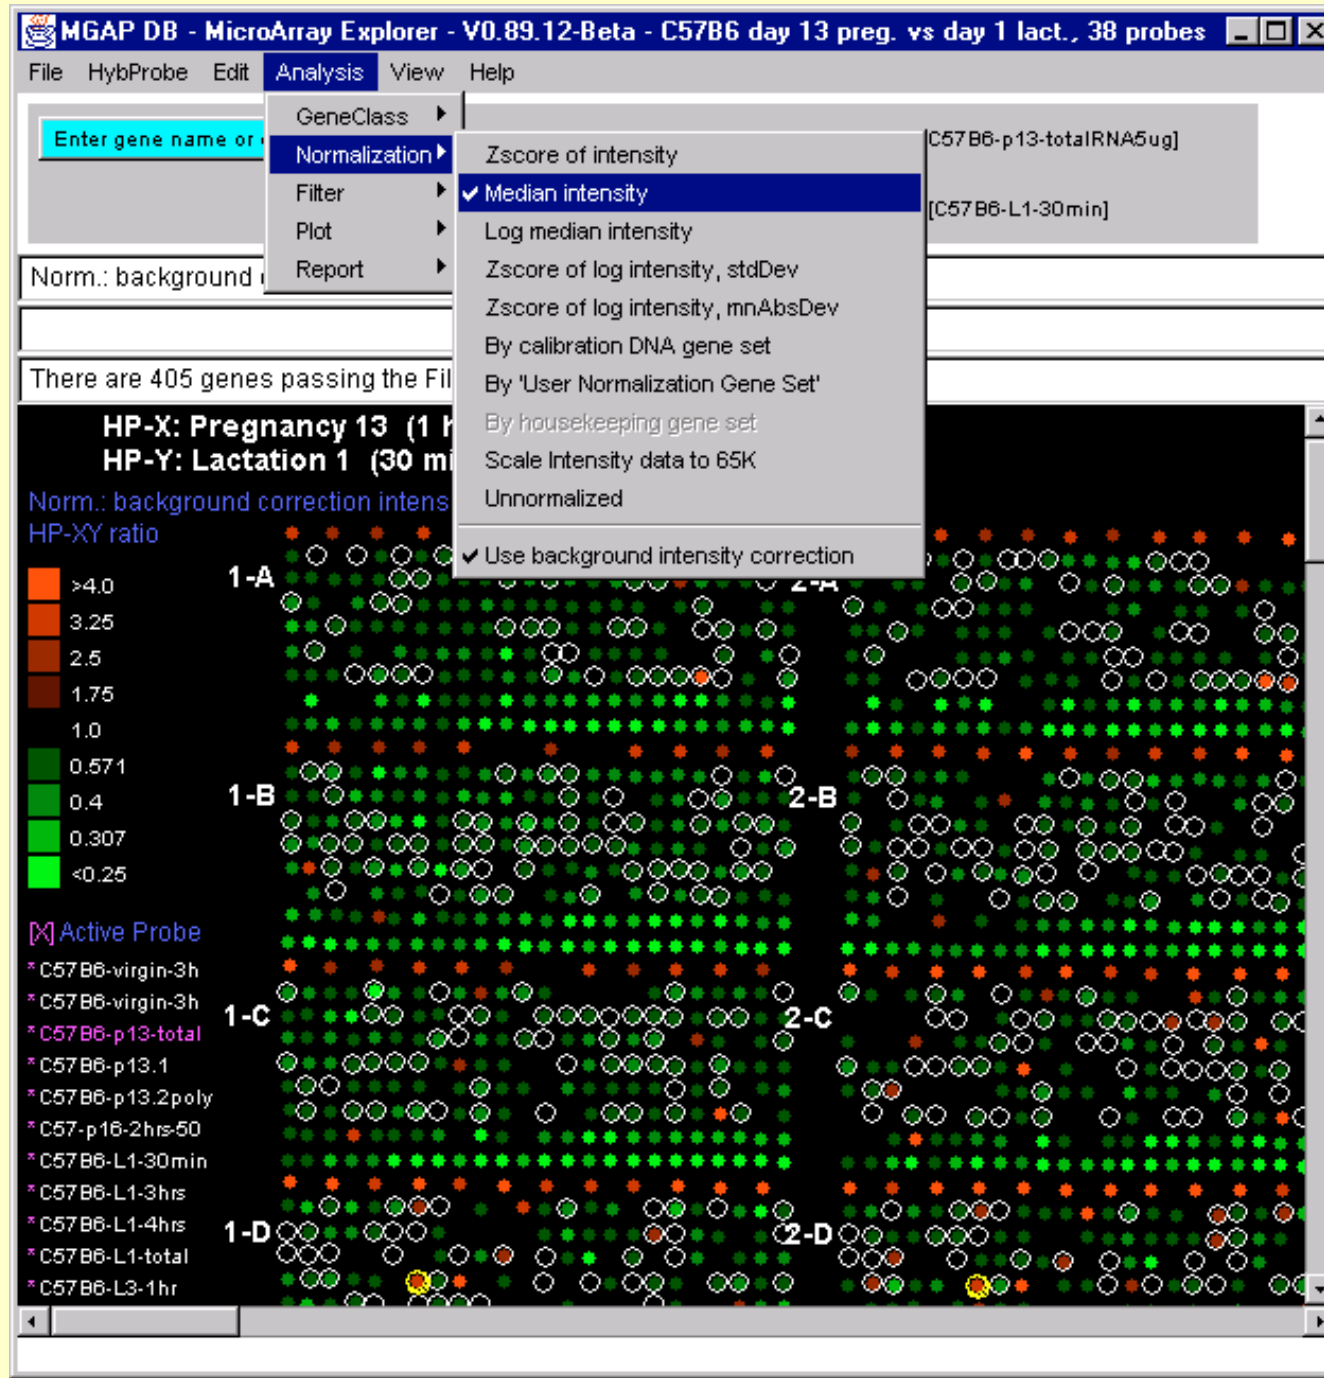 MGAP DB - MicroArray Explorer - V0.89.12-Beta - C57B6 day 13 preg. vs day 1 lact., 38 probes
File HybProbe Edit Analysis View Help
Enter gene name or
GeneClass
Normalization
Filter
Plot
Report
Zscore of intensity
Median intensity
Log median intensity
Zscore of log intensity, stdDev
Zscore of log intensity, mnAbsDev
By calibration DNA gene set
By 'User Normalization Gene Set'
By housekeeping gene set
Scale Intensity data to 65K
Unnormalized
Use background intensity correction
[C57B6-p13-totalRNA5ug]
[C57B6-L1-30min]
Norm.: background
There are 405 genes passing the Fil
HP-X: Pregnancy 13 (1 h
HP-Y: Lactation 1 (30 mi
Norm.: background correction intens
HP-XY ratio
>4.0
3.25
2.5
1.75
1.0
0.571
0.4
0.307
<0.25
1-A 2-A
1-B 2-B
1-C 2-C
1-D 2-D
[X] Active Probe
*C57B6-virgin-3h
*C57B6-virgin-3h
*C57B6-p13-total
*C57B6-p13.1
*C57B6-p13.2poly
*C57-p16-2hrs-50
*C57B6-L1-30min
*C57B6-L1-3hrs
*C57B6-L1-4hrs
*C57B6-L1-total
*C57B6-L3-1hr